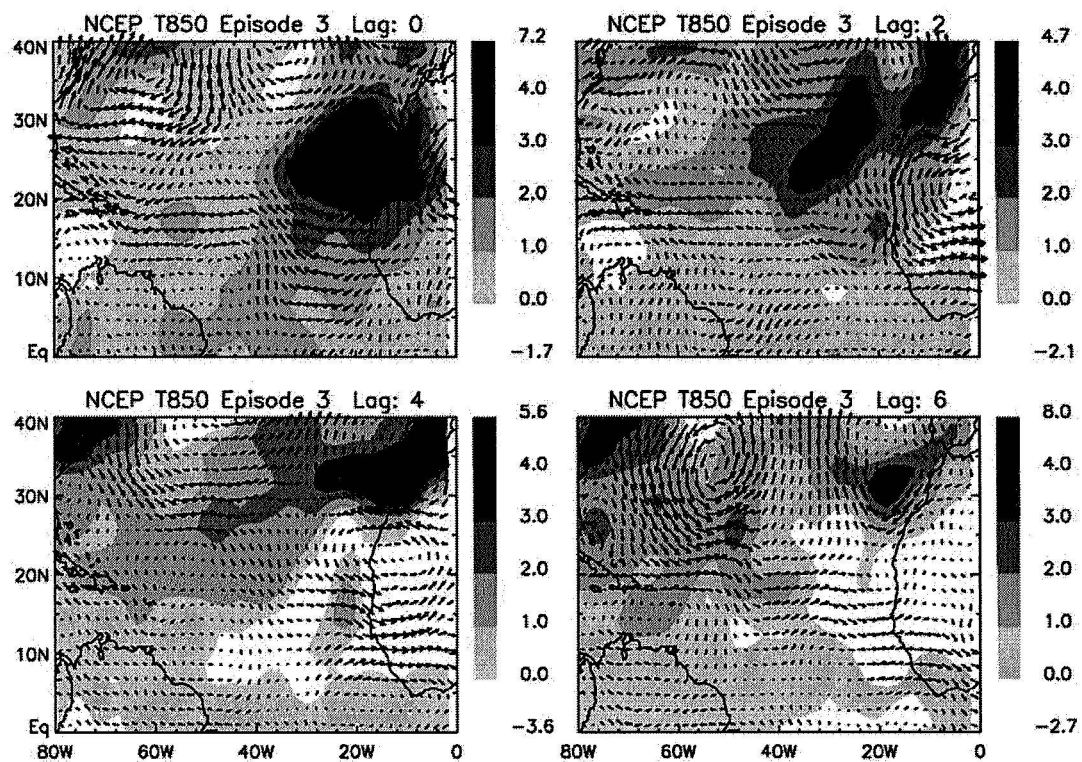 NCEP T850 Episode 3 Lag: 0
40N
30N
20N
10N
Eq
7.2
4.0
3.0
2.0
1.0
0.0
−1.7
NCEP T850 Episode 3 Lag: 2
4.7
4.0
3.0
2.0
1.0
0.0
−2.1
NCEP T850 Episode 3 Lag: 4
40N
30N
20N
10N
Eq
80W 60W 40W 20W 0
5.6
4.0
3.0
2.0
1.0
0.0
−3.6
NCEP T850 Episode 3 Lag: 6
80W 60W 40W 20W 0
8.0
4.0
3.0
2.0
1.0
0.0
−2.7